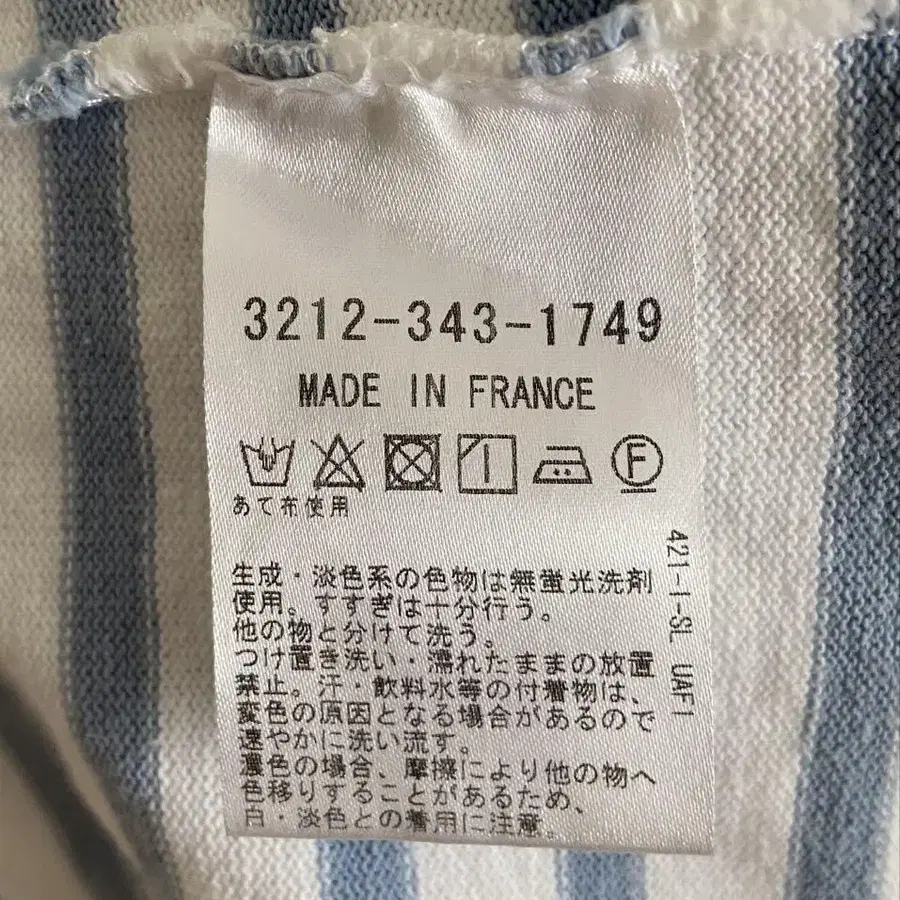 3212-343-1749
MADE IN FRANCE
F
あて布使用
生成・淡色系の色物は無蛍光洗剤
使用。すすぎは十分行う。
他の物と分けて洗う。
つけ置き洗い・濡れたままの放置
禁止。汗・飲料水等の付着物は、
変色の原因となる場合があるので
速やかに洗い流す。
濃色の場合、摩擦により他の物へ
色移りすることがあるため、
白・淡色との着用に注意。
421-1-SL UAF1